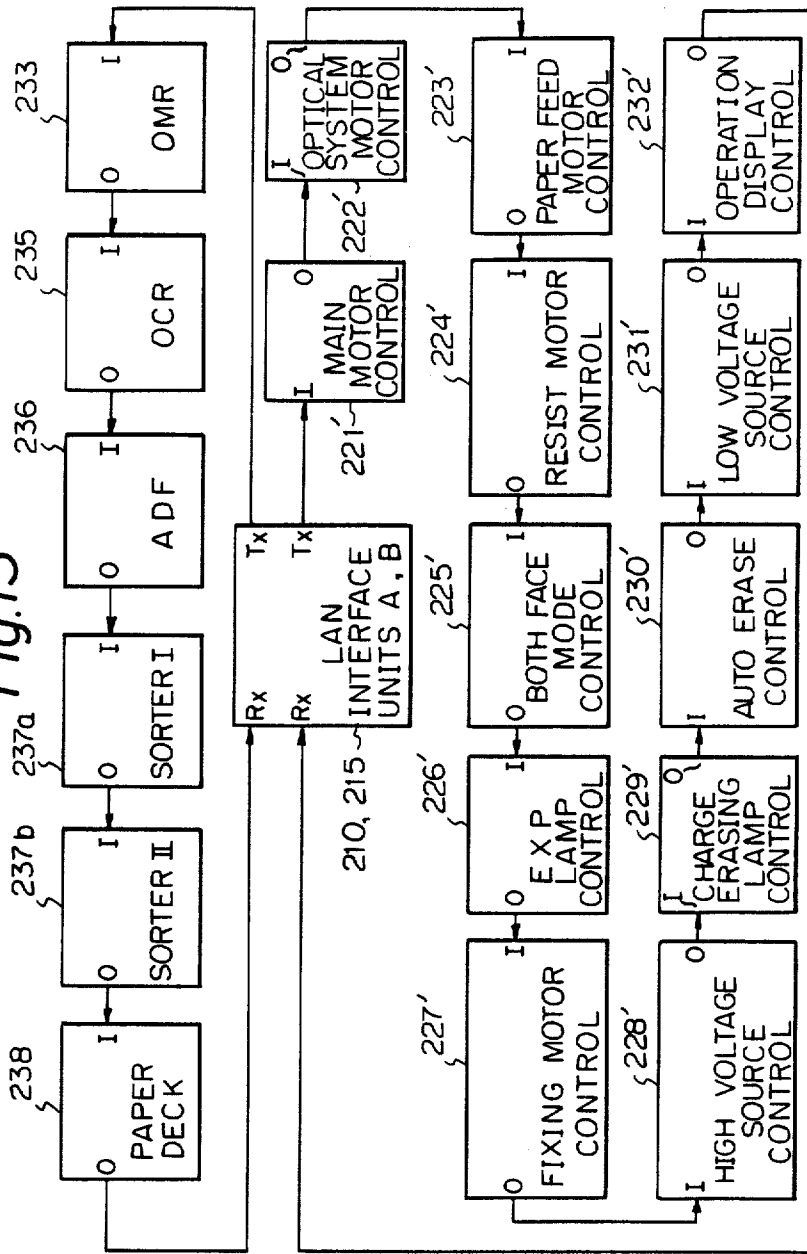 Fig.
238
237b
237a
236
235
233
O PAPER DECK I
O SORTER II I
O SORTER I I
O ADF I
O OCR I
O OMR I
210, 215
Rx Tx
Rx Tx
LAN
INTERFACE
UNITS A, B
221'
I O
MAIN
MOTOR
CONTROL
222'
I O
OPTICAL
SYSTEM
MOTOR
CONTROL
227'
226'
225'
224'
223'
O I
FIXING MOTOR
CONTROL
O I
EXP
LAMP
CONTROL
O I
BOTH FACE
MODE
CONTROL
O I
RESIST MOTOR
CONTROL
O I
PAPER FEED
MOTOR
CONTROL
228'
229'
230'
231'
232'
I O
HIGH VOLTAGE
SOURCE
CONTROL
I O
CHARGE
ERASING
LAMP
CONTROL
I O
AUTO ERASE
CONTROL
I O
LOW VOLTAGE
SOURCE
CONTROL
I O
OPERATION
DISPLAY
CONTROL